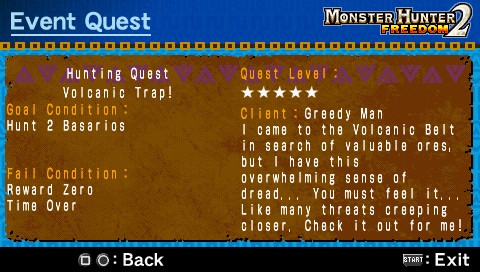 Event Quest
MONSTER HUNTER
FREEDOM 2
Hunting Quest
Volcanic Trap!
Goal Condition:
Hunt 2 Basarios
Fail Condition:
Reward Zero
Time Over
Quest Level:
★★★★★
Client: Greedy Man
I came to the Volcanic Belt
in search of valuable ores,
but I have this
overwhelming sense of
dread... You must feel it...
Like many threats creeping
closer. Check it out for me!
□ ○: Back
START: Exit